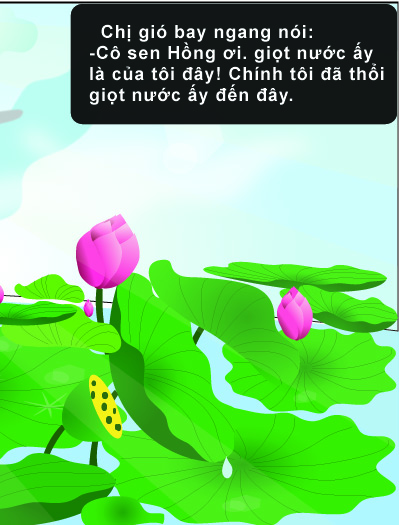 Chị gió bay ngang nói:
-Cô sen Hồng ơi. giọt nước ấy
là của tôi đây! Chính tôi đã thổi
giọt nước ấy đến đây.